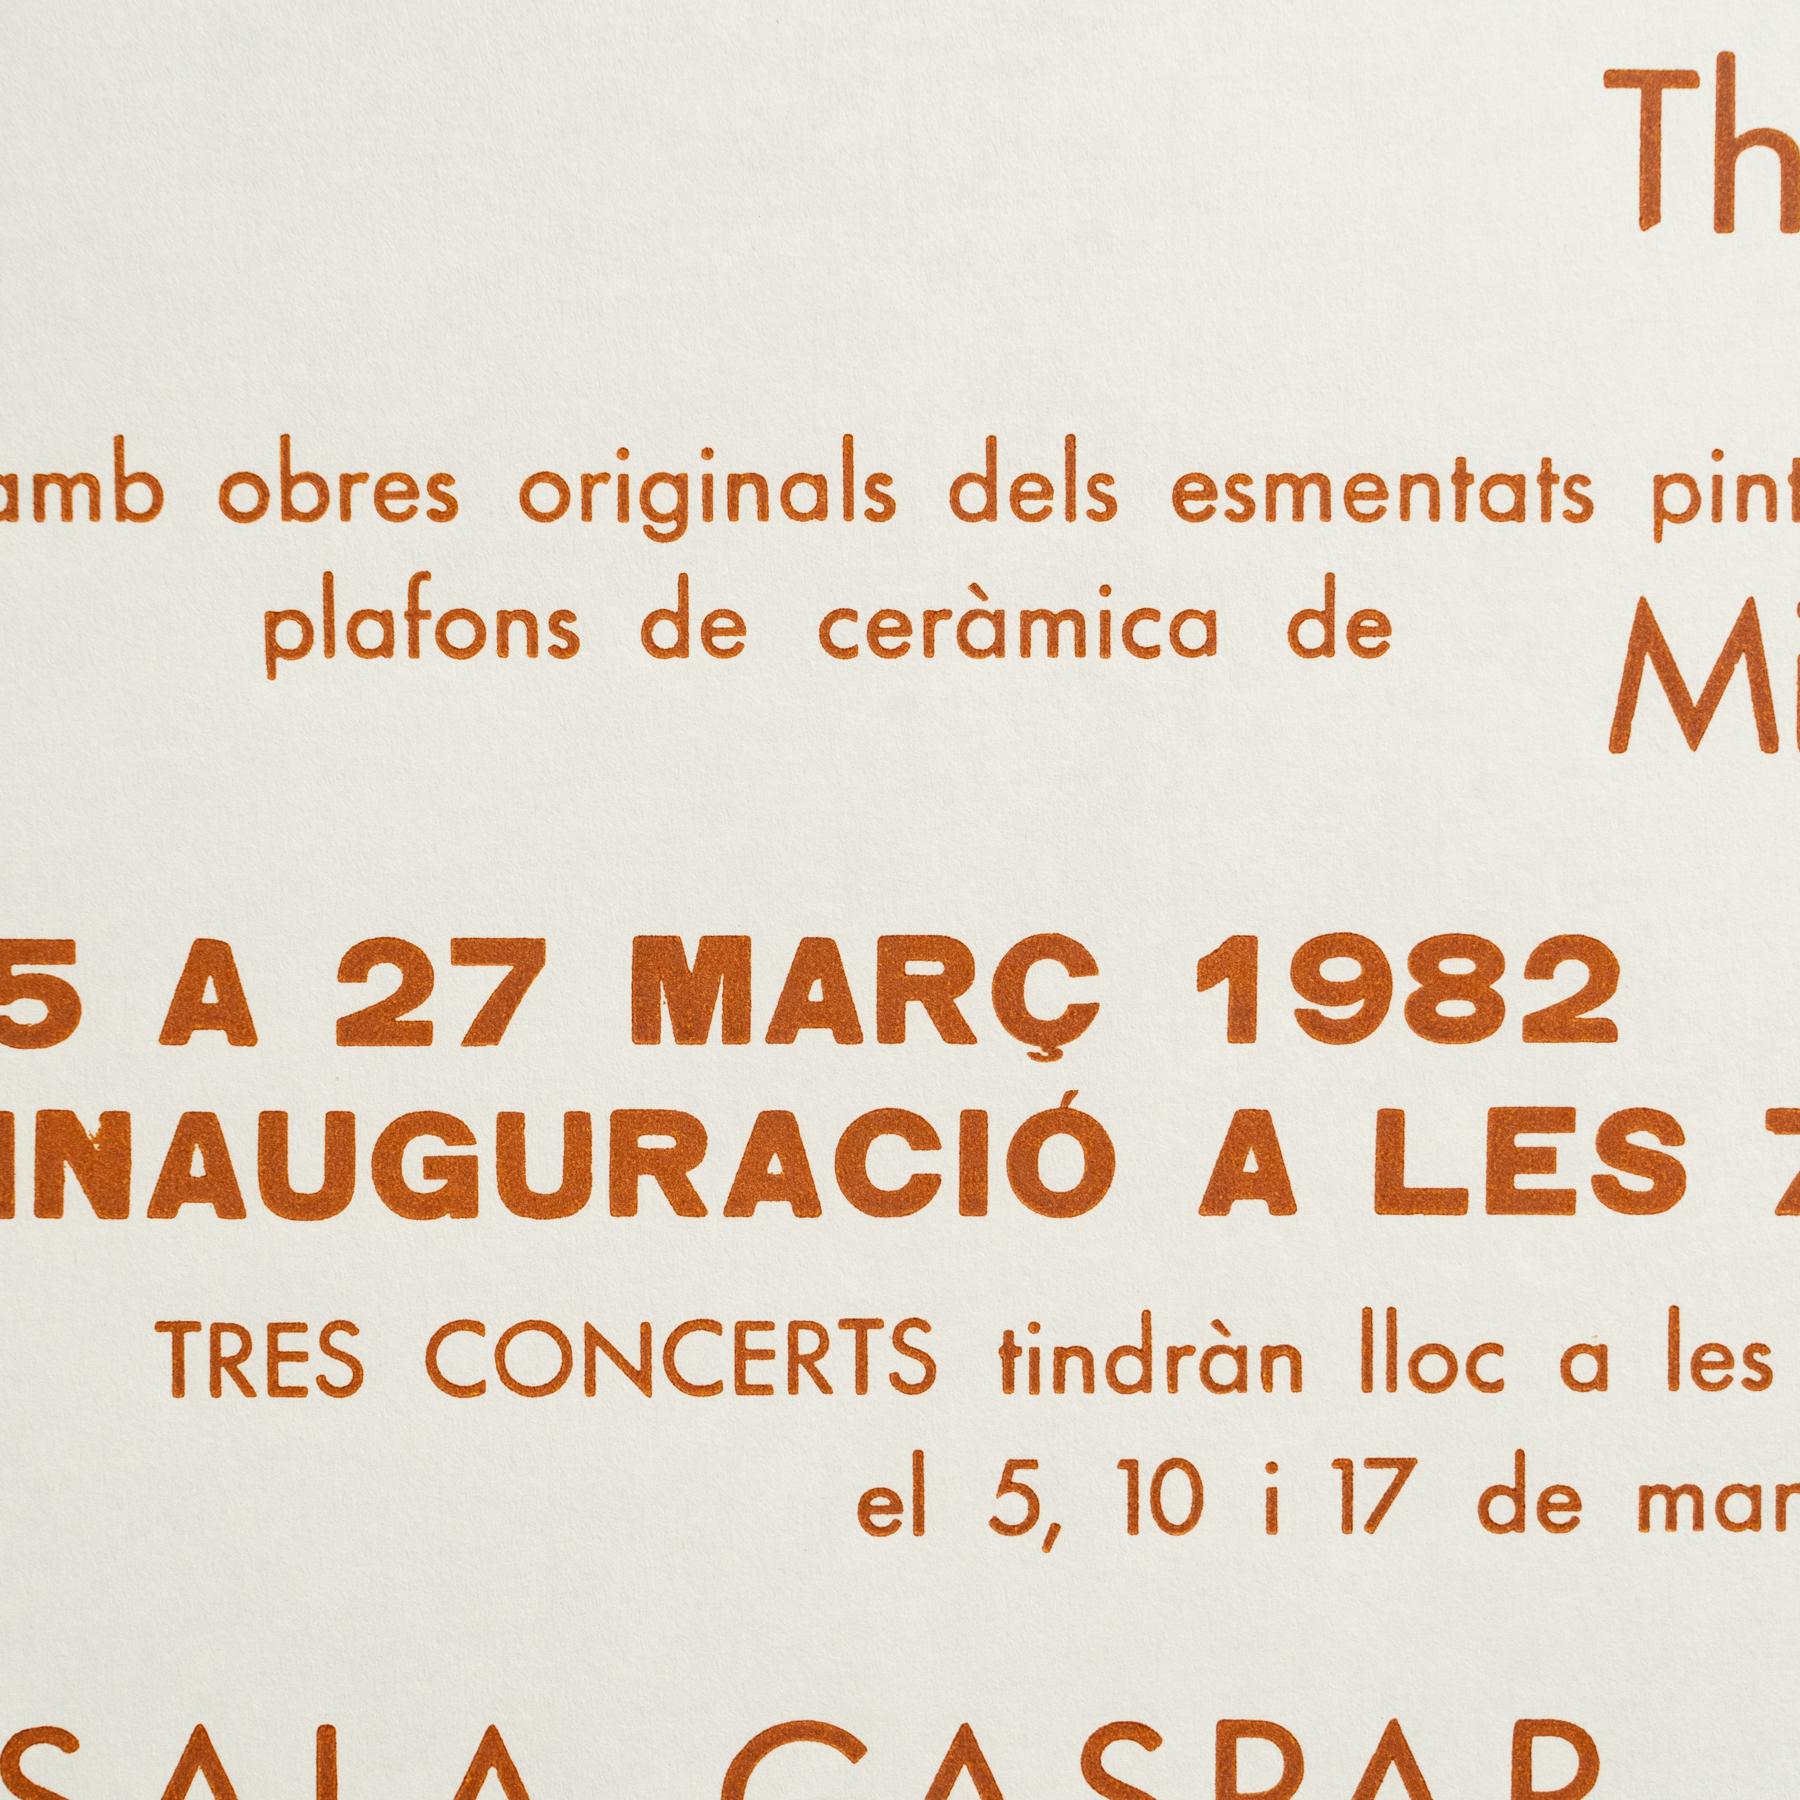 Th
amb obres originals dels esmentats pint
plafons de ceràmica de Mi
5 A 27 MARÇ 1982
INAUGURACIÓ A LES 7
TRES CONCERTS tindràn lloc a les
el 5, 10 i 17 de mar
SALA GASPAR